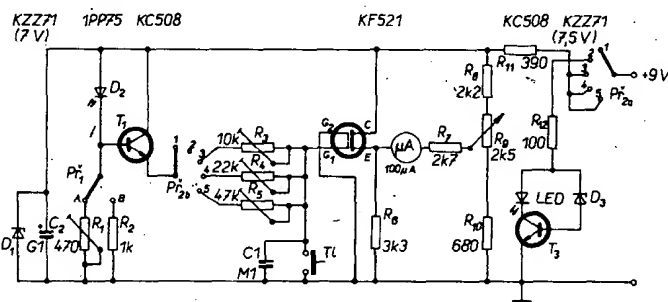 KZZ71
(7 V)
1PP75
KC508
KF521
KC508
KZZ71
(7,5 V)
R11
390
2
1
3
4
5
Př2a
+9V
D2
R8
2k2
T1
1
2
3
4
5
Př2b
10k
R3
22k
R4
47k
R5
G2
G1
C
E
μA
100μA
R7
2k7
R9
2k5
R12
100
Př1
A
B
LED
D3
D1
C2
G1
R1
470
R2
1k
C1
M1
Tl
R6
3k3
R10
680
T3